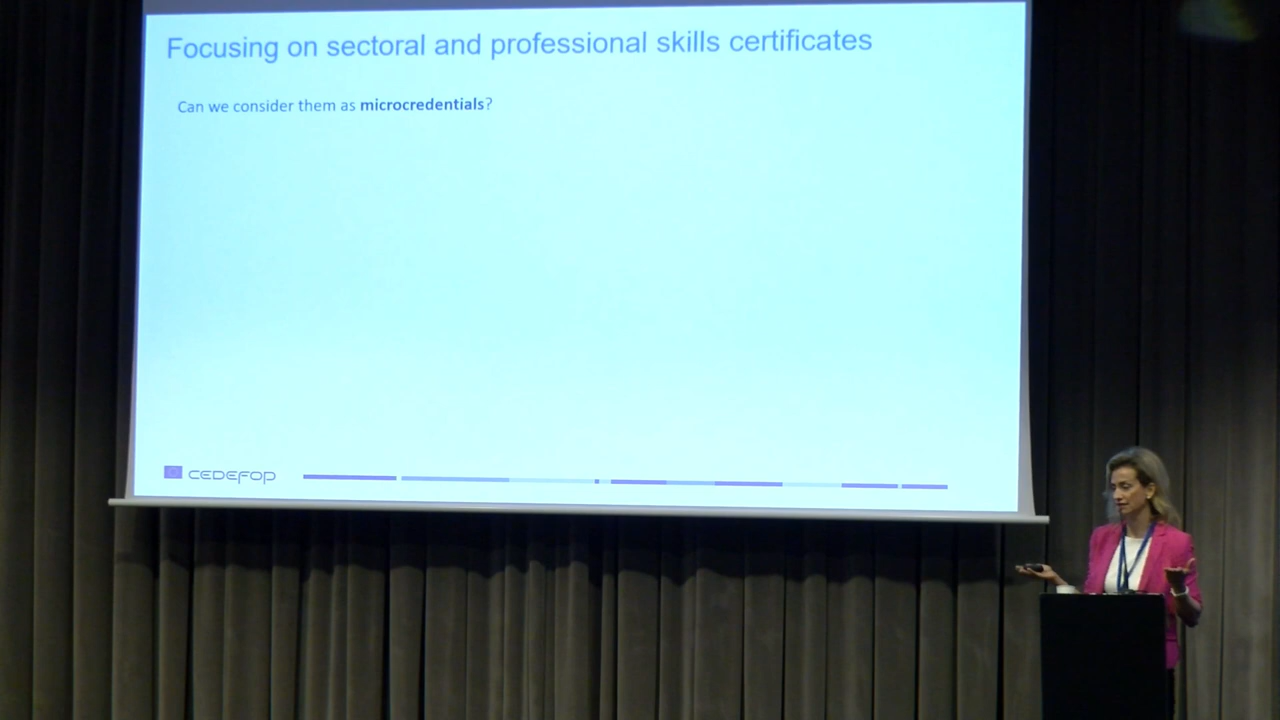 Focusing on sectoral and professional skills certificates
Can we consider them as microcredentials?
CEDEFOP